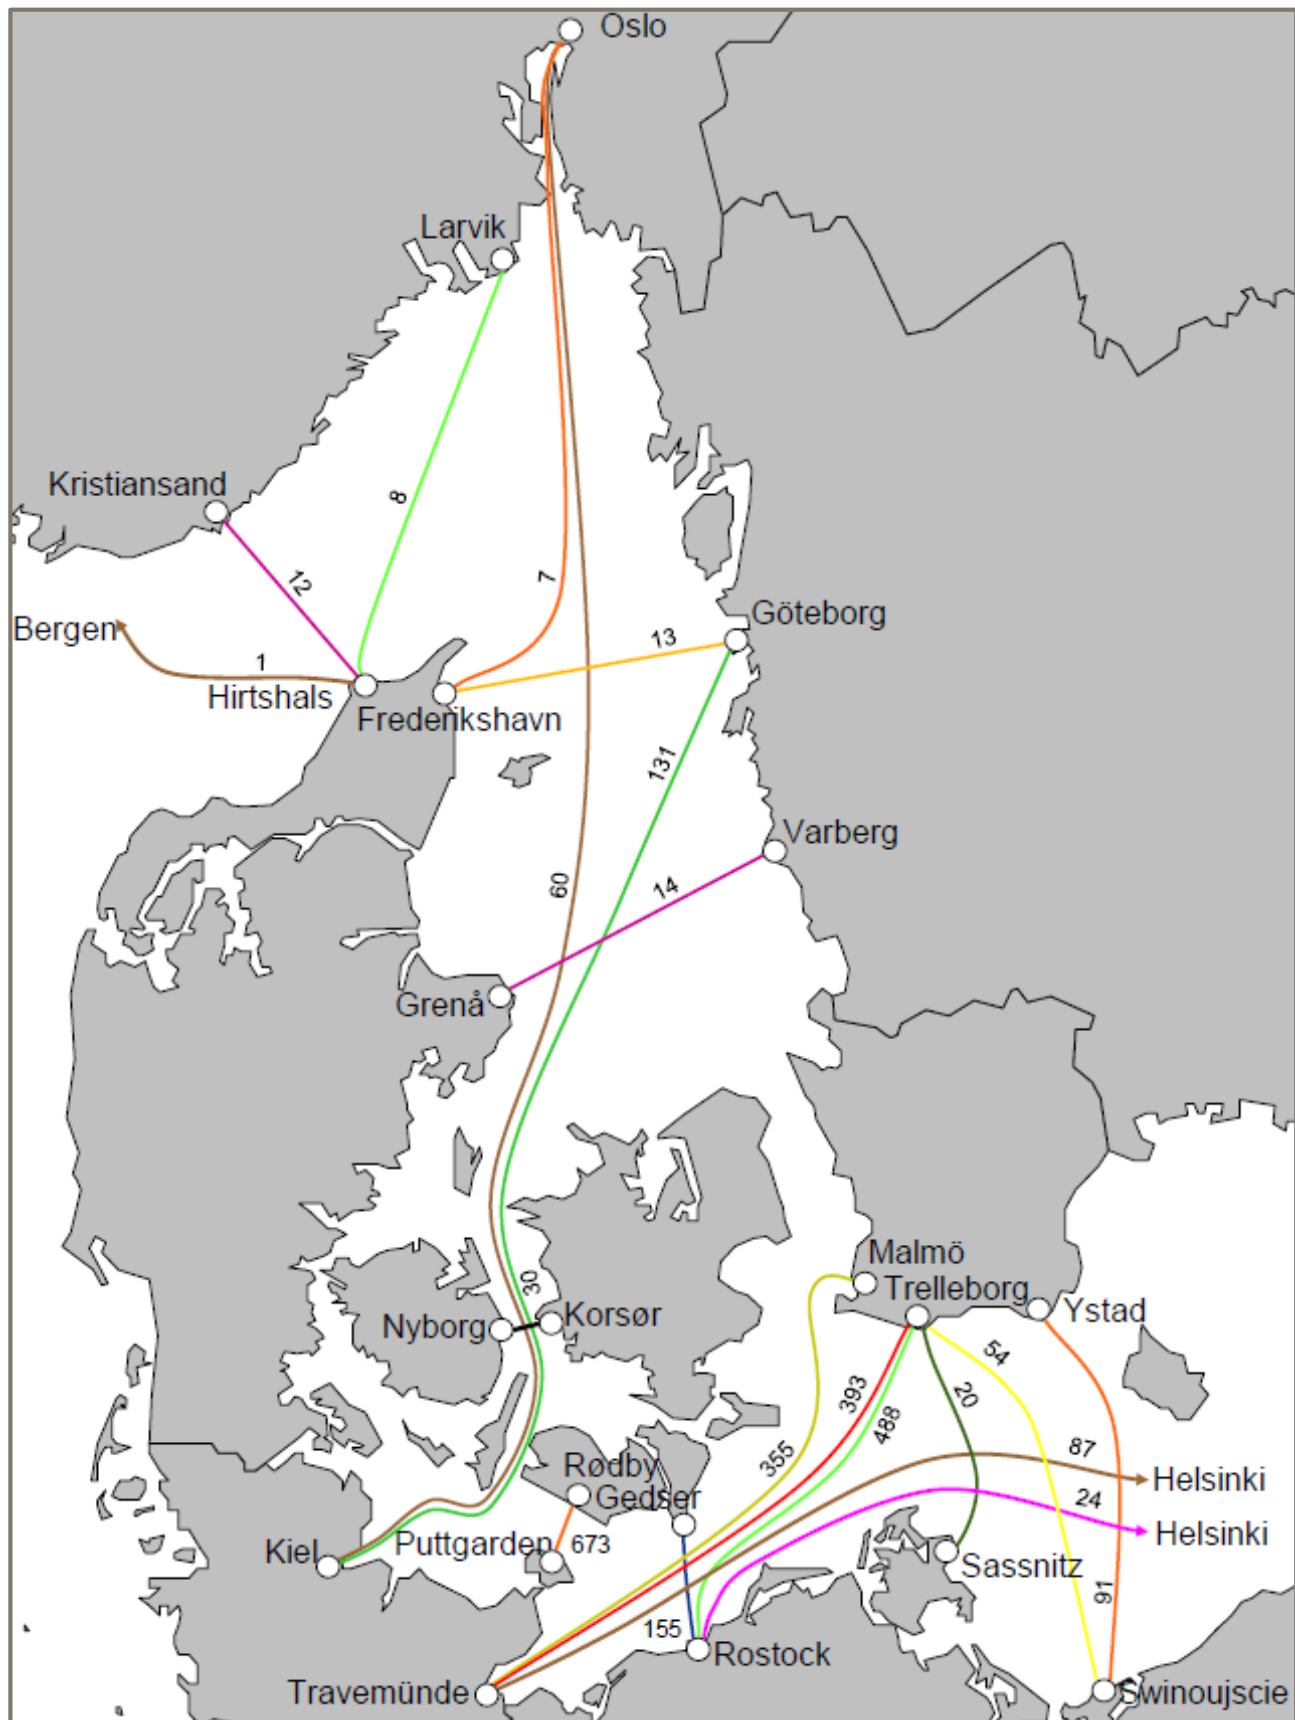 Oslo
Larvik
Kristiansand
8
12
7
Bergen
1
13
Göteborg
Hirtshals
Frederikshavn
131
Varberg
60
14
Grenå
Malmö
30
Trelleborg
Nyborg
Korsør
Ystad
54
393
20
488
355
87
Rødby
Helsinki
Gedser
24
Helsinki
Kiel
Puttgarden
673
Sassnitz
91
155
Rostock
Travemünde
Swinoujscie